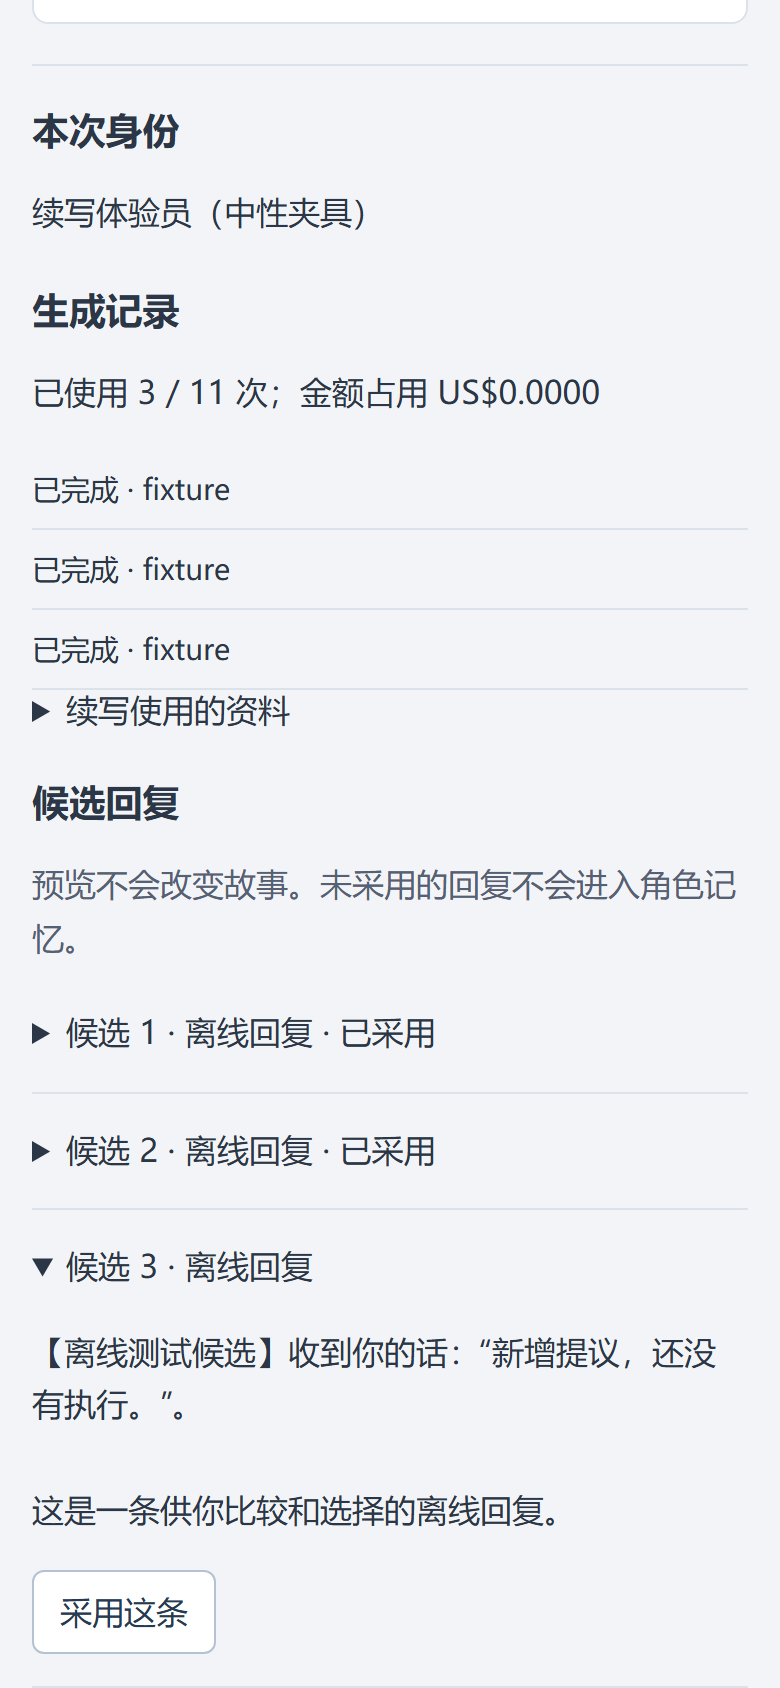 本次身份
续写体验员（中性夹具）
生成记录
已使用 3 / 11 次；金额占用 US$0.0000
已完成 · fixture
已完成 · fixture
已完成 · fixture
▶ 续写使用的资料
候选回复
预览不会改变故事。未采用的回复不会进入角色记
忆。
▶ 候选 1 · 离线回复 · 已采用
▶ 候选 2 · 离线回复 · 已采用
▼ 候选 3 · 离线回复
【离线测试候选】收到你的话：“新增提议，还没
有执行。”。
这是一条供你比较和选择的离线回复。
采用这条